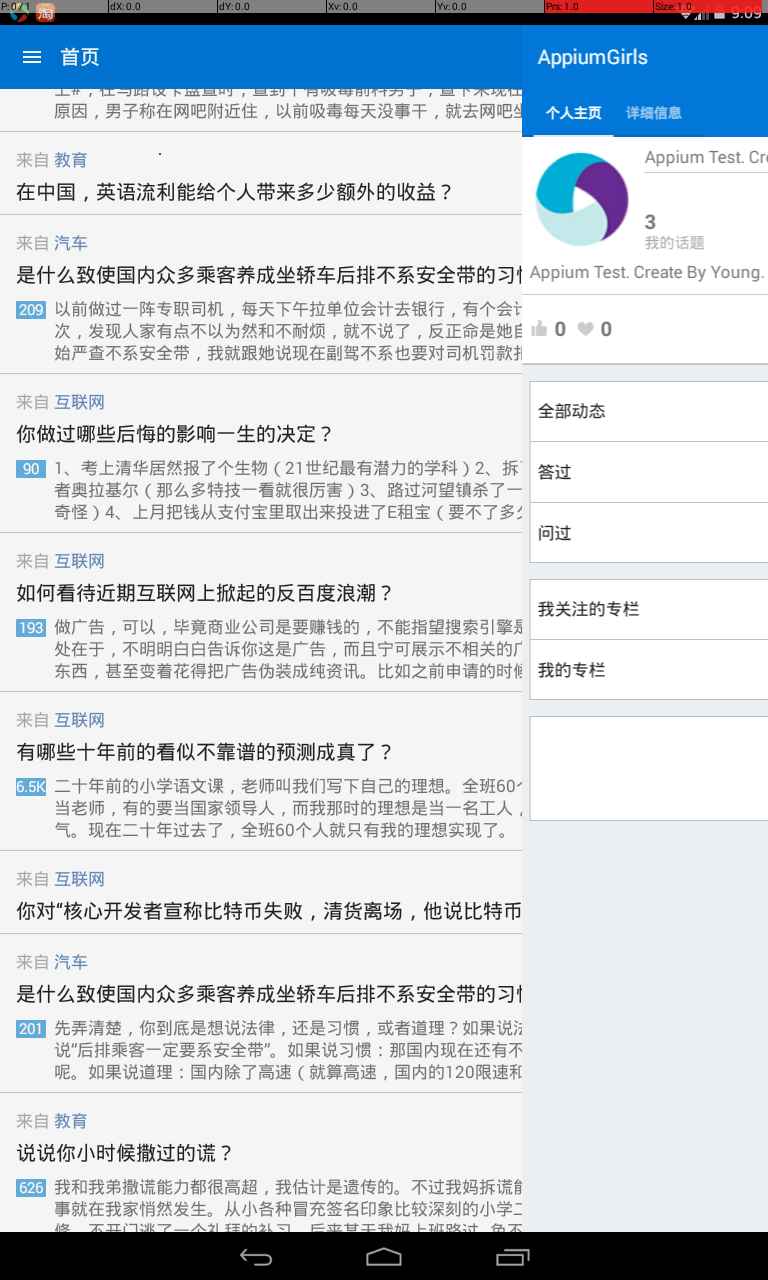 P: 0 / 1
dX: 0.0
dY: 0.0
Xv: 0.0
Yv: 0.0
Prs: 1.0
Size: 1.0
淘
9:09
首页
原因，男子称在网吧附近住，以前吸毒每天没事干，就去网吧坐
来自 教育
在中国，英语流利能给个人带来多少额外的收益？
来自 汽车
是什么致使国内众多乘客养成坐轿车后排不系安全带的习
209
以前做过一阵专职司机，每天下午拉单位会计去银行，有个会计
次，发现人家有点不以为然和不耐烦，就不说了，反正命是她自
始严查不系安全带，我就跟她说现在副驾不系也要对司机罚款
来自 互联网
你做过哪些后悔的影响一生的决定？
90
1、考上清华居然报了个生物（21世纪最有潜力的学科）2、拆
者奥拉基尔（那么多特技一看就很厉害）3、路过河望镇杀了一
奇怪）4、上月把钱从支付宝里取出来投进了E租宝（要不了多
来自 互联网
如何看待近期互联网上掀起的反百度浪潮？
193
做广告，可以，毕竟商业公司是要赚钱的，不能指望搜索引擎是
处在于，不明明白白告诉你这是广告，而且宁可展示不相关的广
东西，甚至变着花得把广告伪装成纯资讯。比如之前申请的时候
来自 互联网
有哪些十年前的看似不靠谱的预测成真了？
6.5K
二十年前的小学语文课，老师叫我们写下自己的理想。全班60
当老师，有的要当国家领导人，而我那时的理想是当一名工人，
气。现在二十年过去了，全班60个人就只有我的理想实现了。
来自 互联网
你对“核心开发者宣称比特币失败，清货离场，他说比特币
来自 汽车
是什么致使国内众多乘客养成坐轿车后排不系安全带的习
201
先弄清楚，你到底是想说法律，还是习惯，或者道理？如果说法
说“后排乘客一定要系安全带”。如果说习惯：那国内现在还有不
呢。如果说道理：国内除了高速（就算高速，国内的120限速和
来自 教育
说说你小时候撒过的谎？
626
我和我弟撒谎能力都很高超，我估计是遗传的。不过我妈拆谎能
事就在我家悄然发生。从小各种冒充签名印象比较深刻的小学二
AppiumGirls
个人主页
详细信息
Appium Test. Cre
3
我的话题
Appium Test. Create By Young.
0
0
全部动态
答过
问过
我关注的专栏
我的专栏